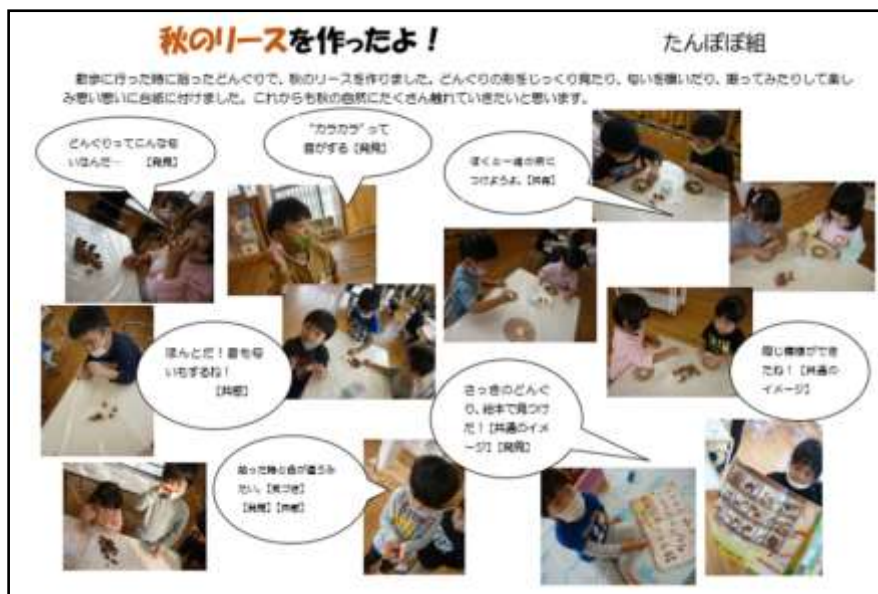 秋のリースを作ったよ!
たんぽぽ組
散歩に行った時に拾ったどんぐりで、秋のリースを作りました。どんぐりの形をじっくり見たり、匂いを嗅いだり、振ってみたりして楽し
み思い思いに台紙に付けました。これからも秋の自然にたくさん触れていきたいと思います。
どんぐりってこんな匂
いなんだ… 【発見】
"カラカラ"って
音がする【発見】
ぼくと一緒の所に
つけようよ。【共有】
ほんとだ!音も匂
いもするね!
【共感】
さっきのどんぐ
り、絵本で見つけ
た!【共通のイメ
ージ】【発見】
同じ模様ができ
たね!【共通の
イメージ】
拾った時と色が違うみ
たい。【気づき】
【発見】【共感】